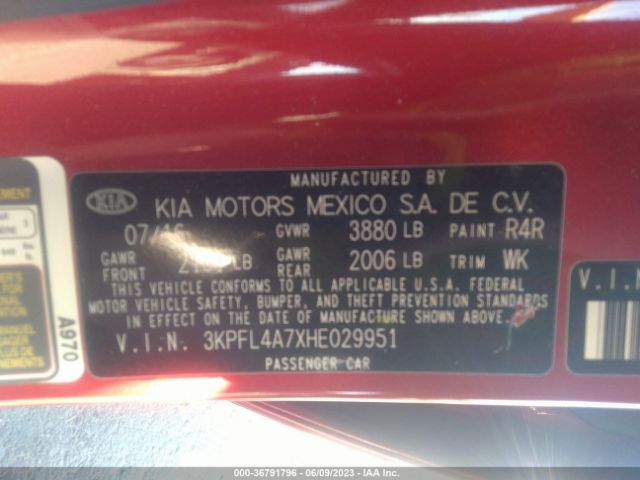 MANUFACTURED BY
KIA KIA MOTORS MEXICO S.A. DE C.V.
07/16 GVWR 3880 LB PAINT R4R
GAWR FRONT LB GAWR REAR 2006 LB TRIM WK
THIS VEHICLE CONFORMS TO ALL APPLICABLE U.S.A. FEDERAL
MOTOR VEHICLE SAFETY, BUMPER, AND THEFT PREVENTION STANDARDS
IN EFFECT ON THE DATE OF MANUFACTURE SHOWN ABOVE.
V.I.N. 3KPFL4A7XHE029951
PASSENGER CAR
A970
V.I.N
000-36791796 - 06/09/2023 - IAA Inc.